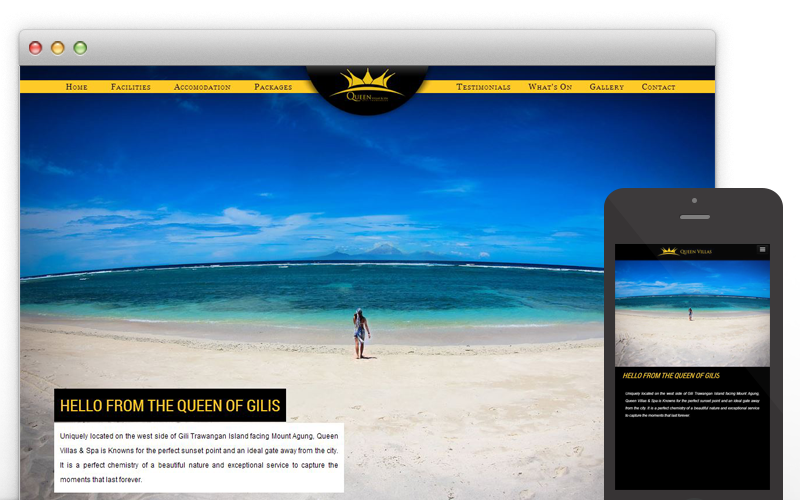 Home Facilities Accomodation Packages Testimonials What's On Gallery Contact
Queen
HELLO FROM THE QUEEN OF GILIS
Uniquely located on the west side of Gili Trawangan Island facing Mount Agung, Queen
Villas & Spa is Knowns for the perfect sunset point and an ideal gate away from the city.
It is a perfect chemistry of a beautiful nature and exceptional service to capture the
moments that last forever.
Queen Villas
HELLO FROM THE QUEEN OF GILIS
Uniquely located on the west side of Gili Trawangan Island facing Mount Agung,
Queen Villas & Spa is Knowns for the perfect sunset point and an ideal gate away
from the city. It is a perfect chemistry of a beautiful nature and exceptional service
to capture the moments that last forever.